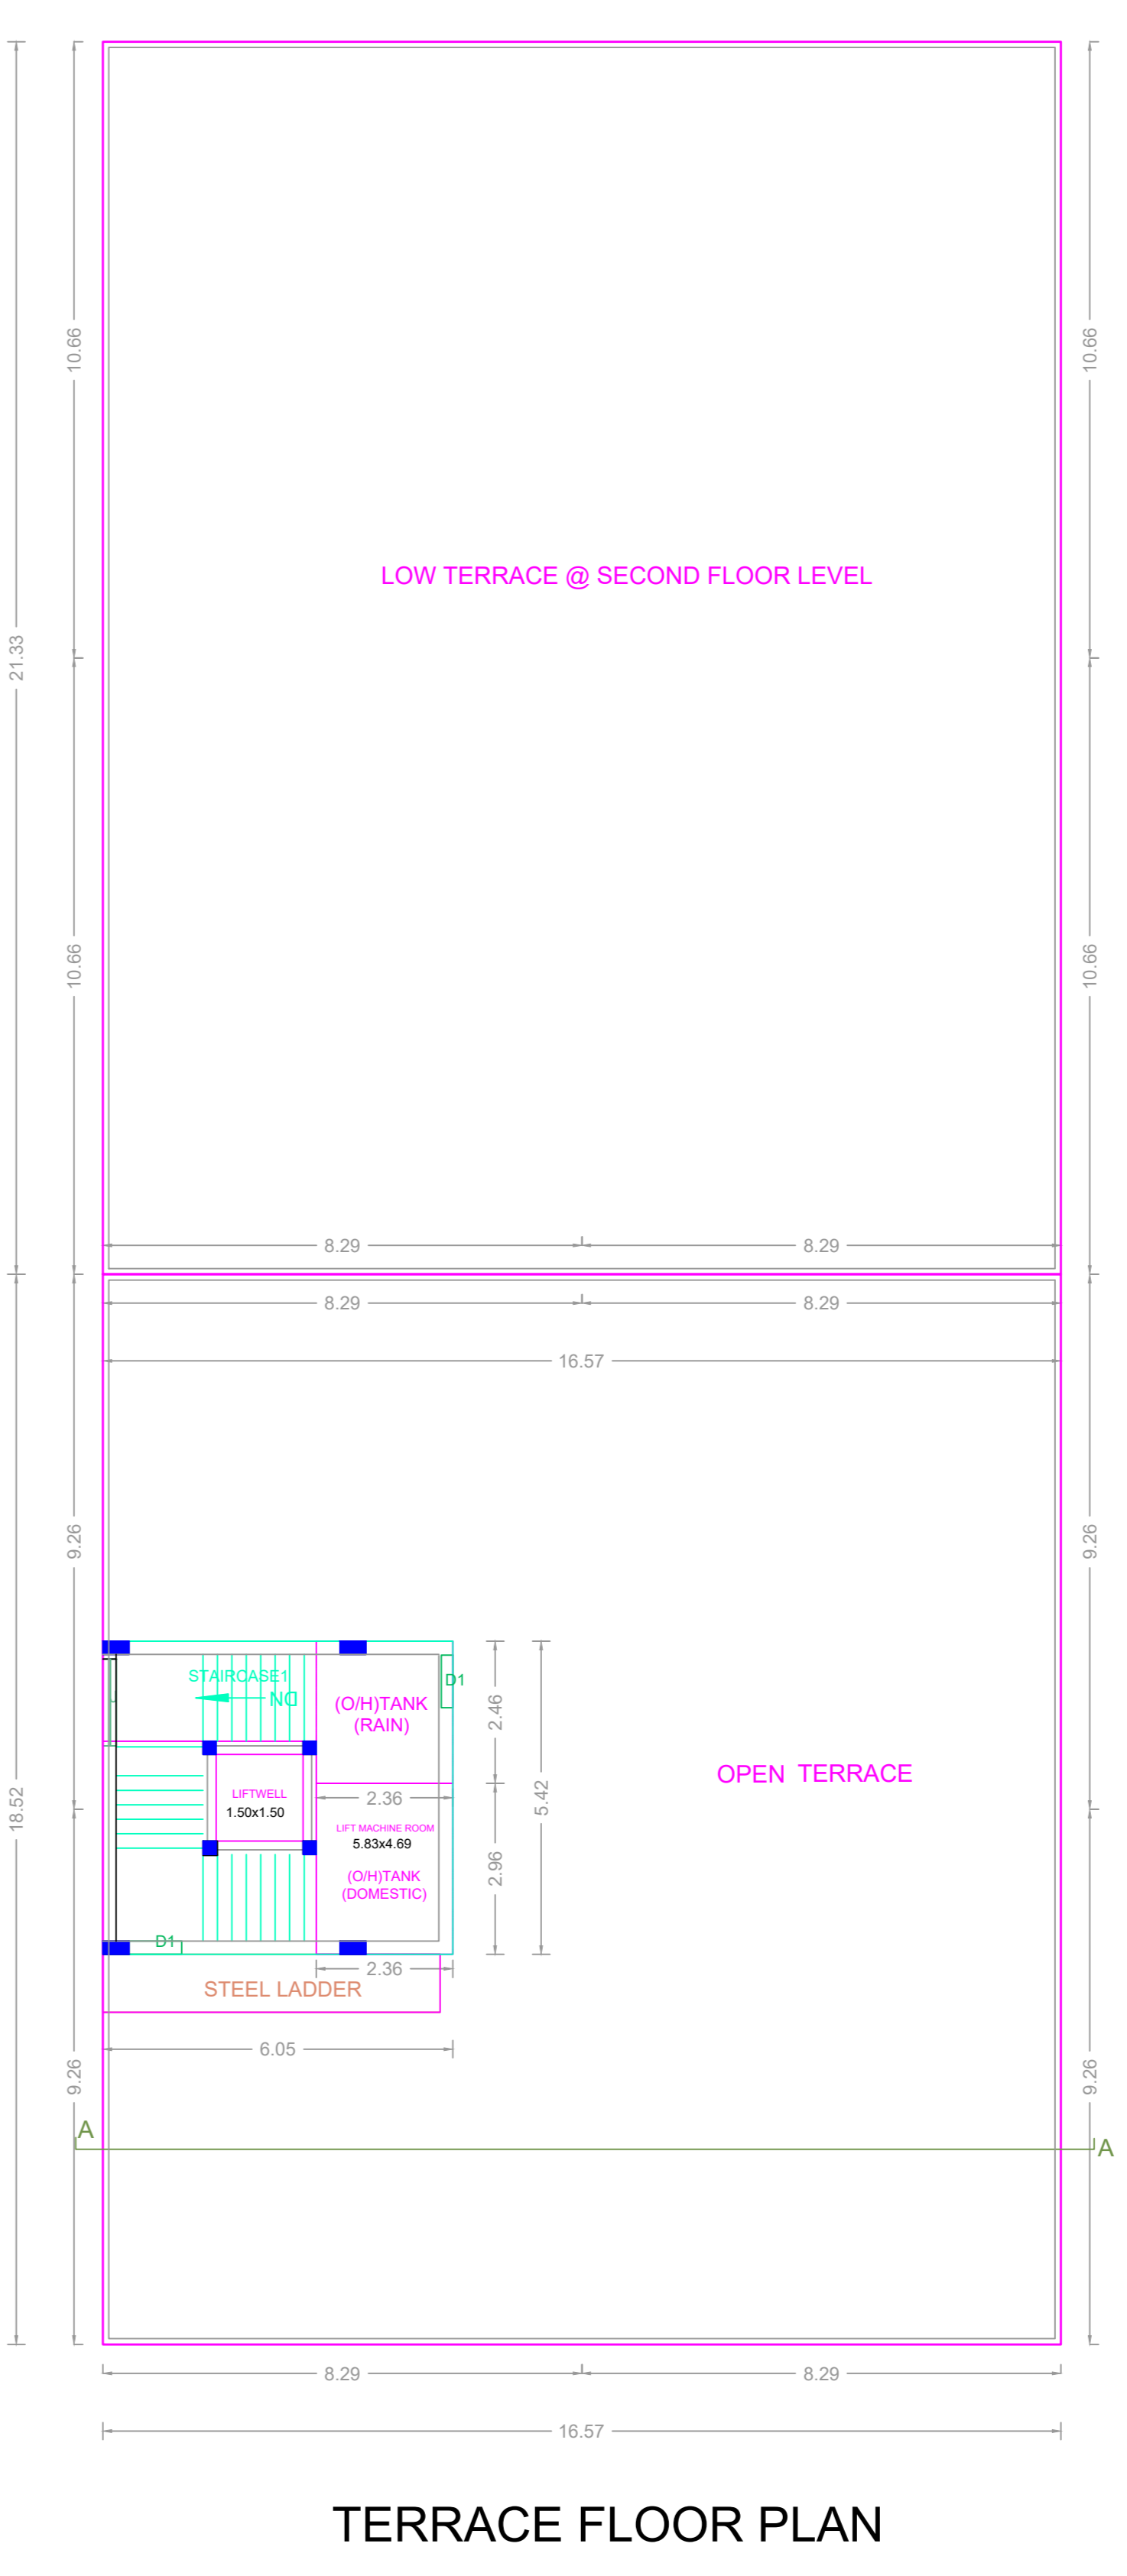 10.66
10.66
LOW TERRACE @ SECOND FLOOR LEVEL
21.33
10.66
10.66
8.29
8.29
8.29
8.29
16.57
9.26
9.26
STAIRCASE1
DN
D1
(O/H)TANK
(RAIN)
2.46
OPEN TERRACE
LIFTWELL
1.50x1.50
2.36
5.42
18.52
LIFT MACHINE ROOM
5.83x4.69
2.96
(O/H)TANK
(DOMESTIC)
D1
2.36
STEEL LADDER
6.05
9.26
9.26
A
A
8.29
8.29
16.57
TERRACE FLOOR PLAN